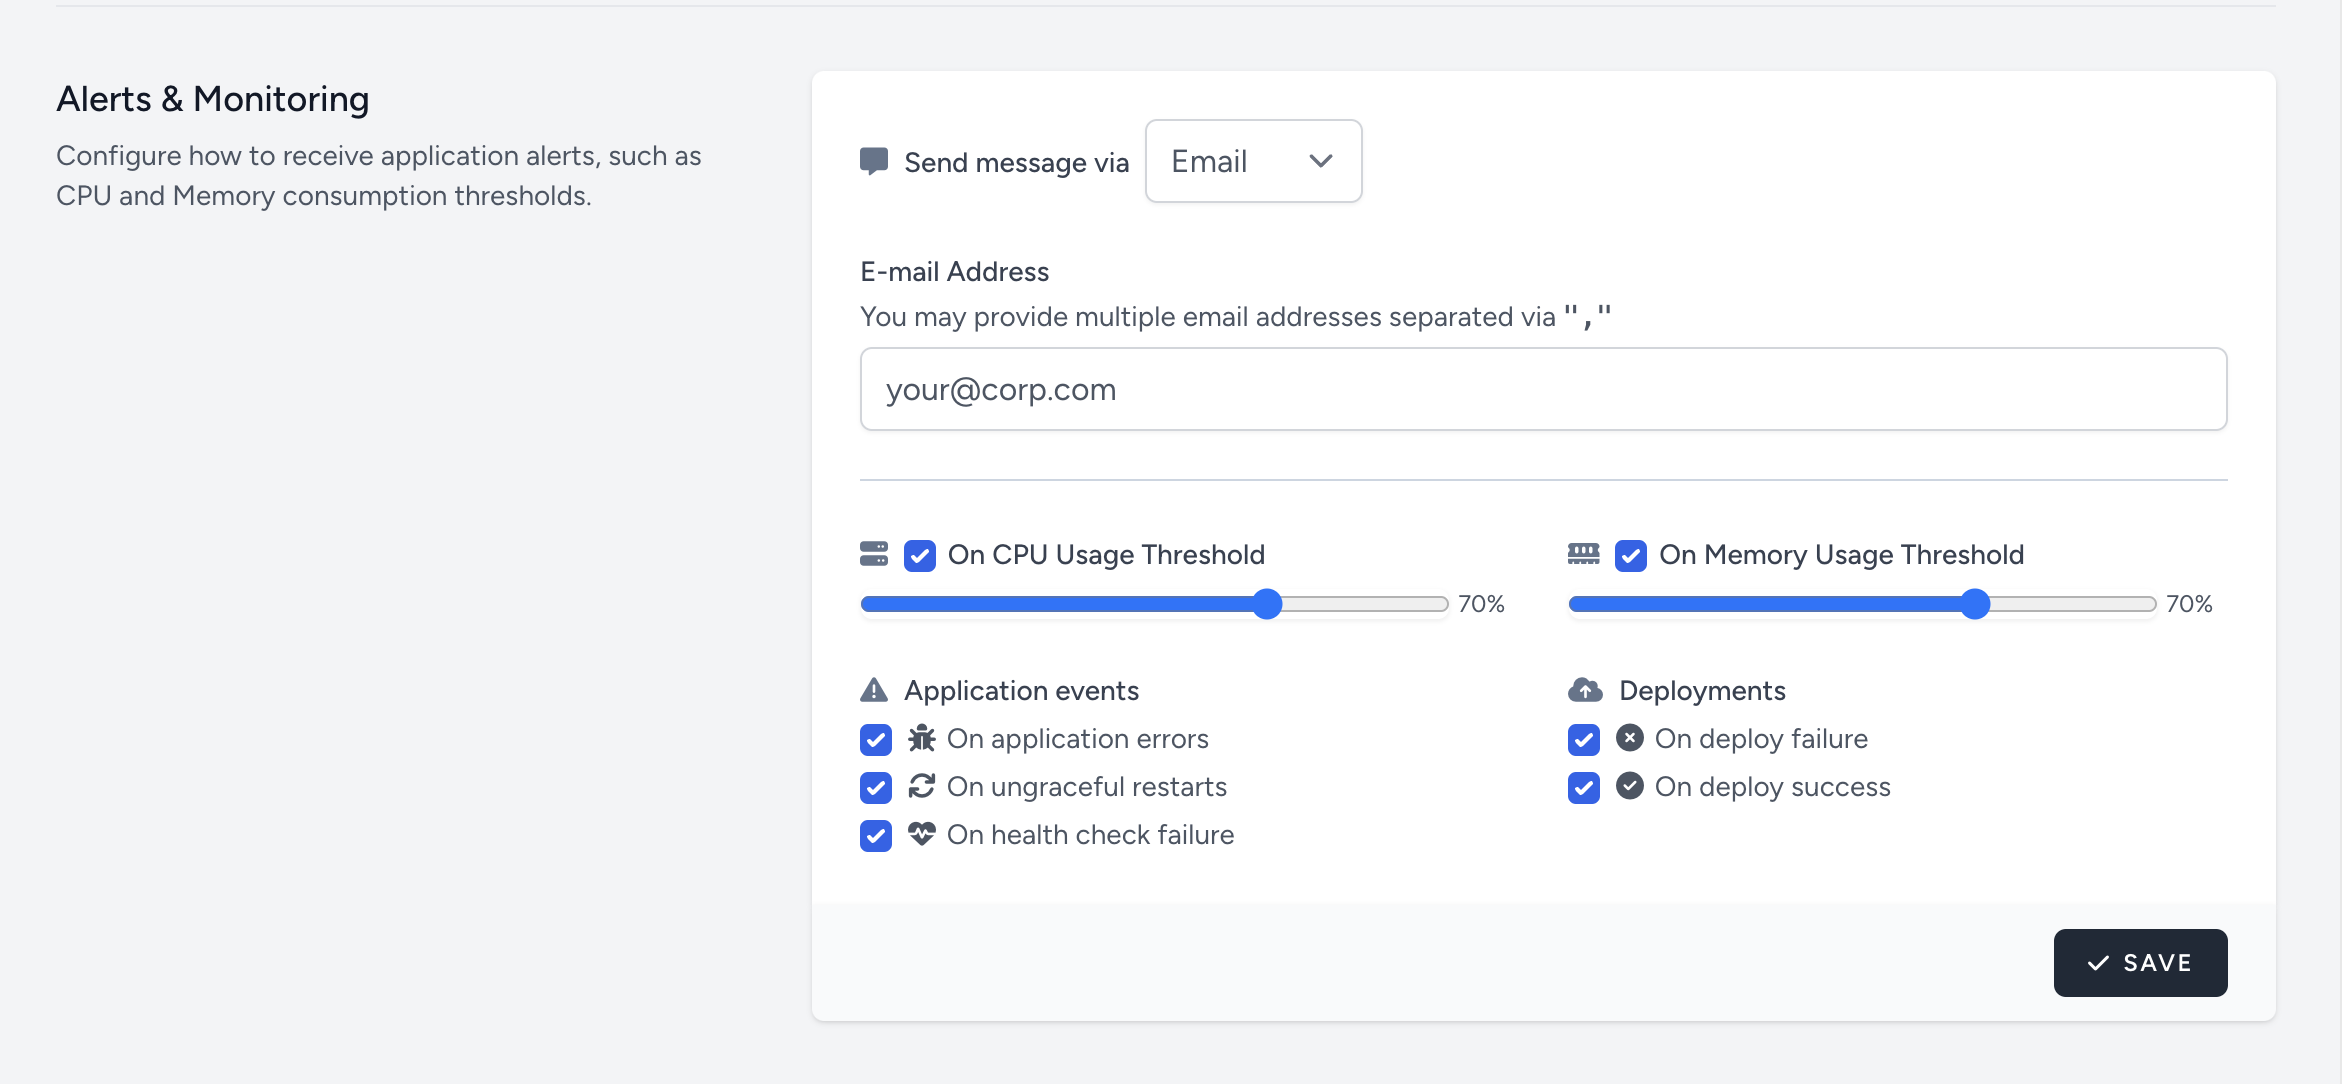 Alerts & Monitoring
Configure how to receive application alerts, such as
CPU and Memory consumption thresholds.
Send message via Email
E-mail Address
You may provide multiple email addresses separated via ","
your@corp.com
On CPU Usage Threshold
70%
On Memory Usage Threshold
70%
Application events
On application errors
On ungraceful restarts
On health check failure
Deployments
On deploy failure
On deploy success
SAVE